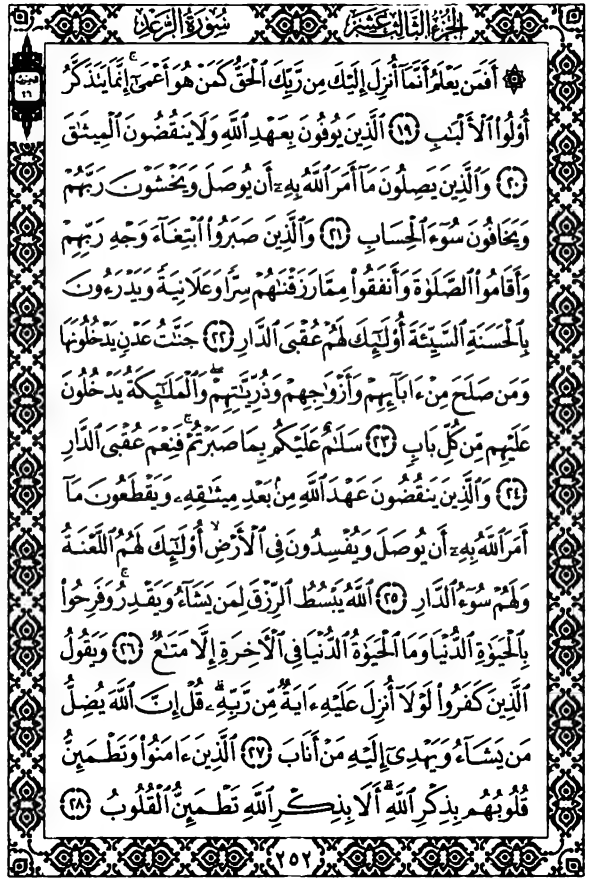 الجزء الثالث عشر
سورة الرعد
۞ أَفَمَن يَعْلَمُ أَنَّمَآ أُنزِلَ إِلَيْكَ مِن رَّبِّكَ ٱلْحَقُّ كَمَنْ هُوَ أَعْمَىٰٓ ۚ إِنَّمَا يَتَذَكَّرُ
أُو۟لُوا۟ ٱلْأَلْبَٰبِ ﴿١٩﴾ ٱلَّذِينَ يُوفُونَ بِعَهْدِ ٱللَّهِ وَلَا يَنقُضُونَ ٱلْمِيثَٰقَ
﴿٢٠﴾ وَٱلَّذِينَ يَصِلُونَ مَآ أَمَرَ ٱللَّهُ بِهِۦٓ أَن يُوصَلَ وَيَخْشَوْنَ رَبَّهُمْ
وَيَخَافُونَ سُوٓءَ ٱلْحِسَابِ ﴿٢١﴾ وَٱلَّذِينَ صَبَرُوا۟ ٱبْتِغَآءَ وَجْهِ رَبِّهِمْ
وَأَقَامُوا۟ ٱلصَّلَوٰةَ وَأَنفَقُوا۟ مِمَّا رَزَقْنَٰهُمْ سِرًّا وَعَلَانِيَةً وَيَدْرَءُونَ
بِٱلْحَسَنَةِ ٱلسَّيِّئَةَ أُو۟لَٰٓئِكَ لَهُمْ عُقْبَى ٱلدَّارِ ﴿٢٢﴾ جَنَّٰتُ عَدْنٍ يَدْخُلُونَهَا
وَمَن صَلَحَ مِنْ ءَابَآئِهِمْ وَأَزْوَٰجِهِمْ وَذُرِّيَّٰتِهِمْ ۖ وَٱلْمَلَٰٓئِكَةُ يَدْخُلُونَ
عَلَيْهِم مِّن كُلِّ بَابٍ ﴿٢٣﴾ سَلَٰمٌ عَلَيْكُم بِمَا صَبَرْتُمْ ۚ فَنِعْمَ عُقْبَى ٱلدَّارِ
﴿٢٤﴾ وَٱلَّذِينَ يَنقُضُونَ عَهْدَ ٱللَّهِ مِنۢ بَعْدِ مِيثَٰقِهِۦ وَيَقْطَعُونَ مَآ
أَمَرَ ٱللَّهُ بِهِۦٓ أَن يُوصَلَ وَيُفْسِدُونَ فِى ٱلْأَرْضِ ۙ أُو۟لَٰٓئِكَ لَهُمُ ٱللَّعْنَةُ
وَلَهُمْ سُوٓءُ ٱلدَّارِ ﴿٢٥﴾ ٱللَّهُ يَبْسُطُ ٱلرِّزْقَ لِمَن يَشَآءُ وَيَقْدِرُ ۚ وَفَرِحُوا۟
بِٱلْحَيَوٰةِ ٱلدُّنْيَا وَمَا ٱلْحَيَوٰةُ ٱلدُّنْيَا فِى ٱلْءَاخِرَةِ إِلَّا مَتَٰعٌ ﴿٢٦﴾ وَيَقُولُ
ٱلَّذِينَ كَفَرُوا۟ لَوْلَآ أُنزِلَ عَلَيْهِ ءَايَةٌ مِّن رَّبِّهِۦ ۗ قُلْ إِنَّ ٱللَّهَ يُضِلُّ
مَن يَشَآءُ وَيَهْدِىٓ إِلَيْهِ مَنْ أَنَابَ ﴿٢٧﴾ ٱلَّذِينَ ءَامَنُوا۟ وَتَطْمَئِنُّ
قُلُوبُهُم بِذِكْرِ ٱللَّهِ ۗ أَلَا بِذِكْرِ ٱللَّهِ تَطْمَئِنُّ ٱلْقُلُوبُ ﴿٢٨﴾
٢٥٢